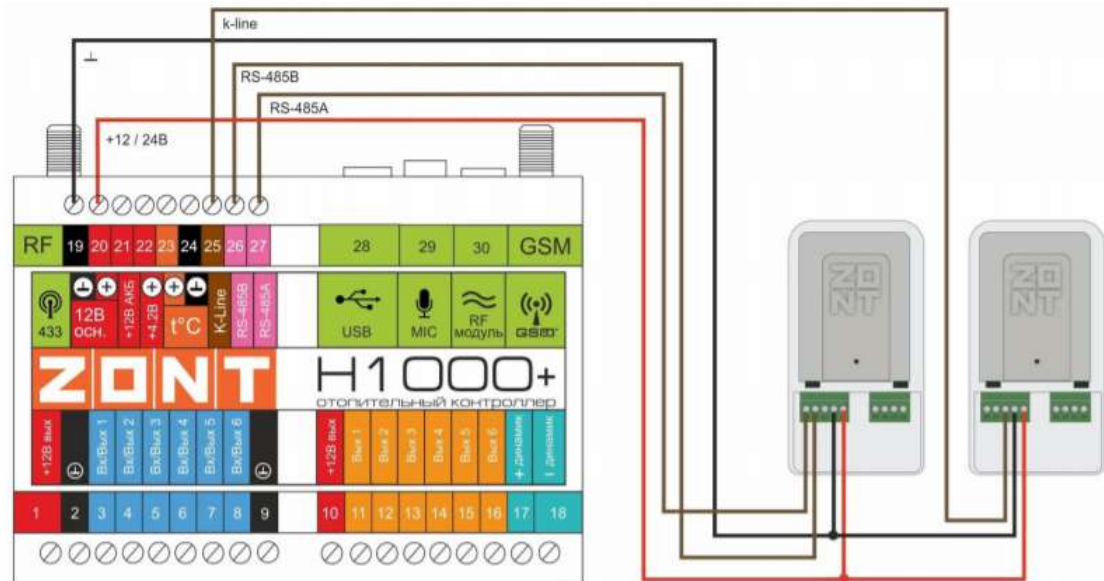 k-line
RS-485B
RS-485A
+12 / 24В
RF 19 20 21 22 23 24 25 26 27 28 29 30 GSM
433 12В осн. +12В АКБ +4.2В t°C K-Line RS-485B RS-485A USB MIC RF модуль GSM
ZONT H1000+
отопительный контроллер
+12В вых Вх/Вых 1 Вх/Вых 2 Вх/Вых 3 Вх/Вых 4 Вх/Вых 5 Вх/Вых 6 +12В вых Вых 1 Вых 2 Вых 3 Вых 4 Вых 5 Вых 6 + динамик – динамик
1 2 3 4 5 6 7 8 9 10 11 12 13 14 15 16 17 18
ZONT
ZONT